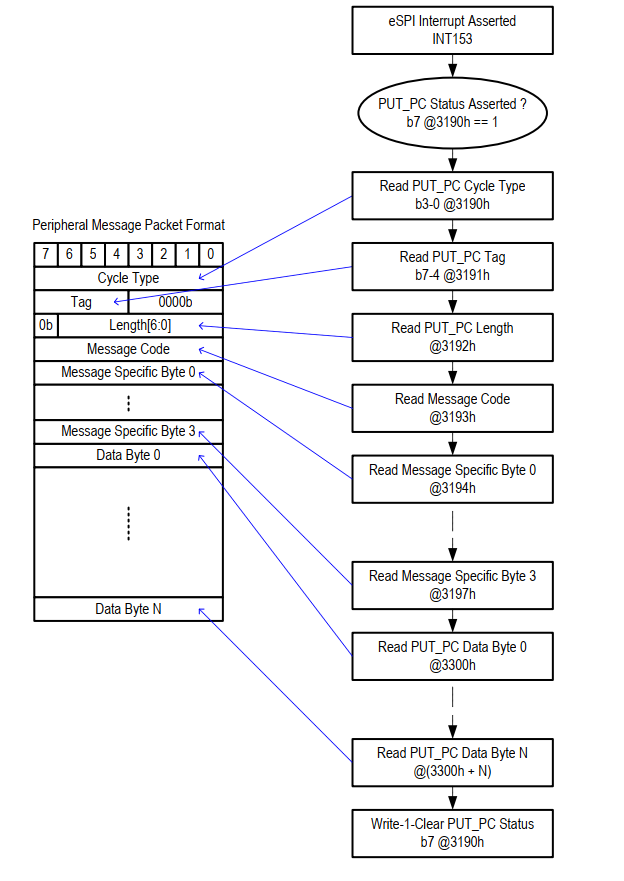 eSPI Interrupt Asserted
INT153
PUT_PC Status Asserted ?
b7 @3190h == 1
Read PUT_PC Cycle Type
b3-0 @3190h
Read PUT_PC Tag
b7-4 @3191h
Read PUT_PC Length
@3192h
Read Message Code
@3193h
Read Message Specific Byte 0
@3194h
Read Message Specific Byte 3
@3197h
Read PUT_PC Data Byte 0
@3300h
Read PUT_PC Data Byte N
@(3300h + N)
Write-1-Clear PUT_PC Status
b7 @3190h
Peripheral Message Packet Format
7 6 5 4 3 2 1 0
Cycle Type
Tag 0000b
0b Length[6:0]
Message Code
Message Specific Byte 0
Message Specific Byte 3
Data Byte 0
Data Byte N